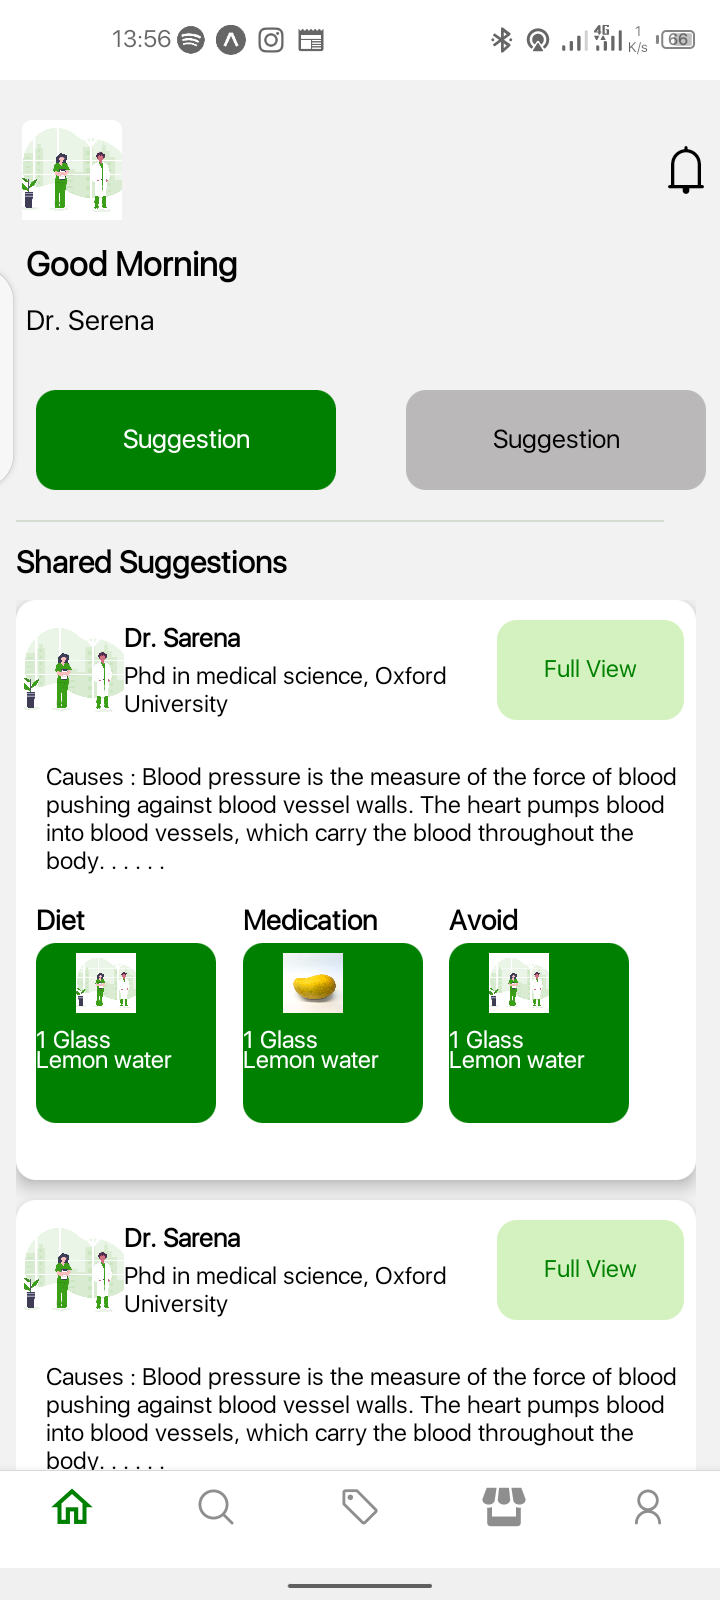 13:56
4G
1
K/s
66
Good Morning
Dr. Serena
Suggestion
Suggestion
Shared Suggestions
Dr. Sarena
Phd in medical science, Oxford
University
Full View
Causes : Blood pressure is the measure of the force of blood
pushing against blood vessel walls. The heart pumps blood
into blood vessels, which carry the blood throughout the
body. . . . . .
Diet
Medication
Avoid
1 Glass
Lemon water
1 Glass
Lemon water
1 Glass
Lemon water
Dr. Sarena
Phd in medical science, Oxford
University
Full View
Causes : Blood pressure is the measure of the force of blood
pushing against blood vessel walls. The heart pumps blood
into blood vessels, which carry the blood throughout the
body. . . . . .